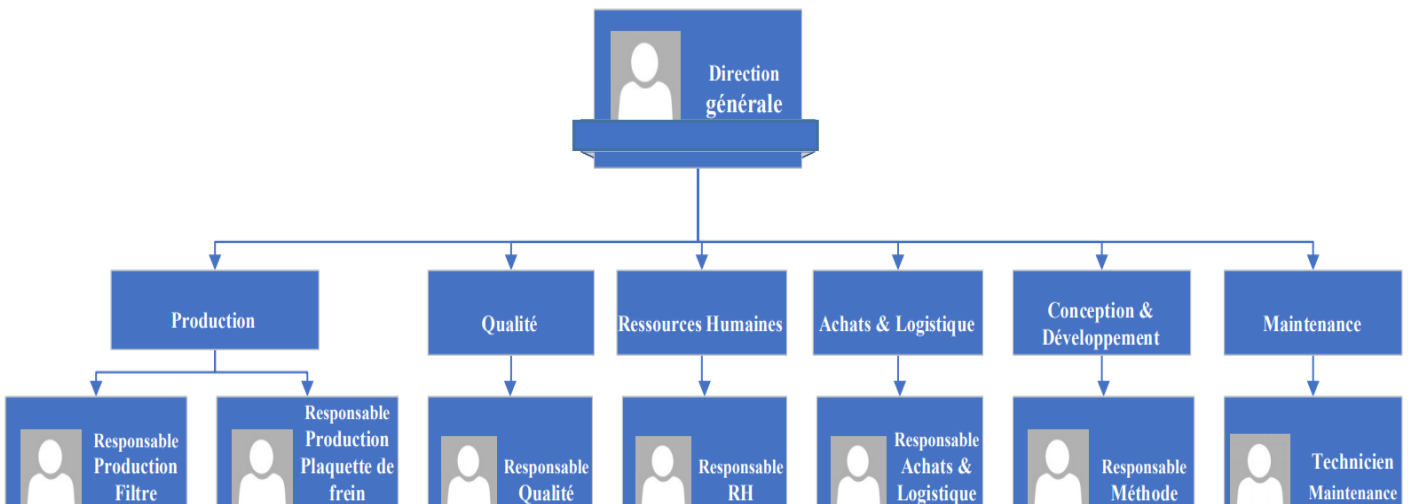 Direction
générale
Production
Qualité
Ressources Humaines
Achats & Logistique
Conception &
Développement
Maintenance
Responsable
Production
Filtre
Responsable
Production
Plaquette de
frein
Responsable
Qualité
Responsable
RH
Responsable
Achats &
Logistique
Responsable
Méthode
Technicien
Maintenance